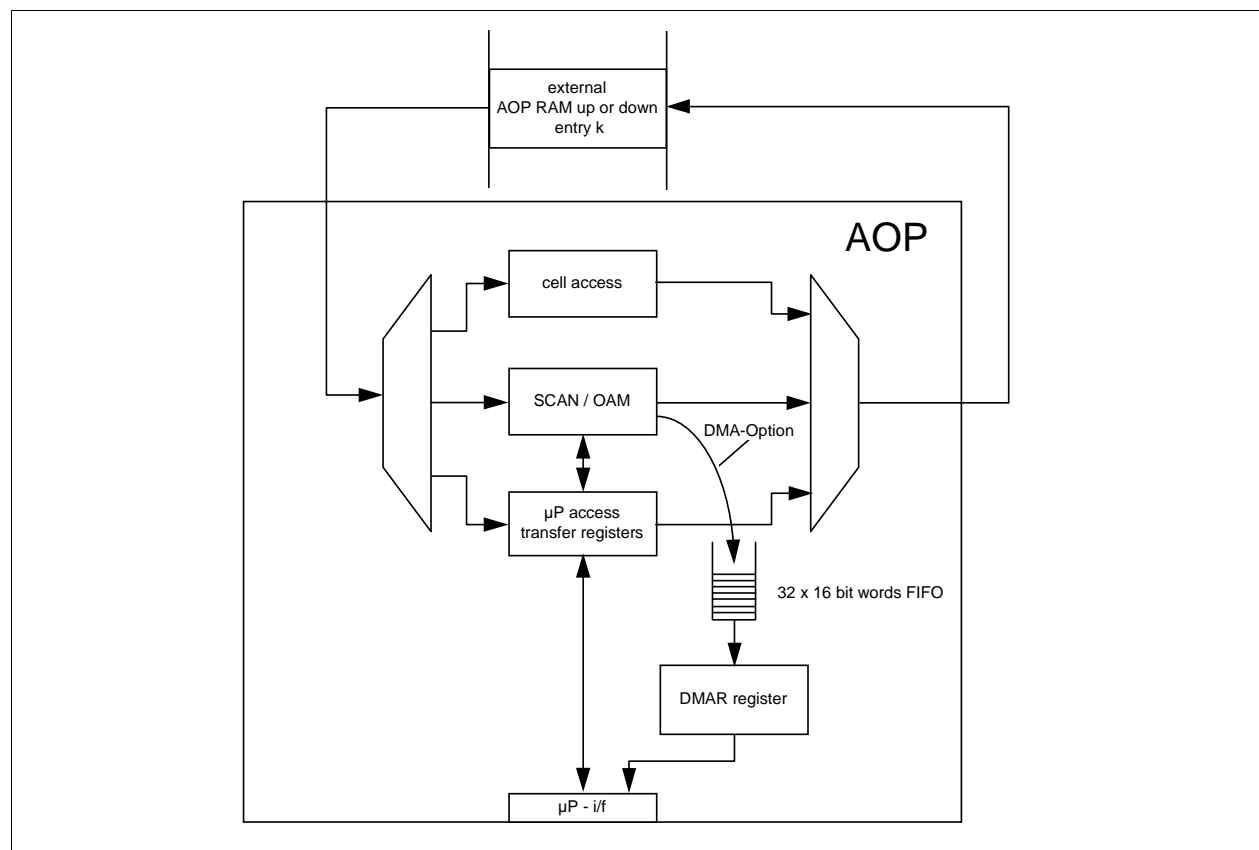 external
AOP RAM up or down
entry k
AOP
cell access
SCAN / OAM
DMA-Option
µP access
transfer registers
32 x 16 bit words FIFO
DMAR register
µP - i/f